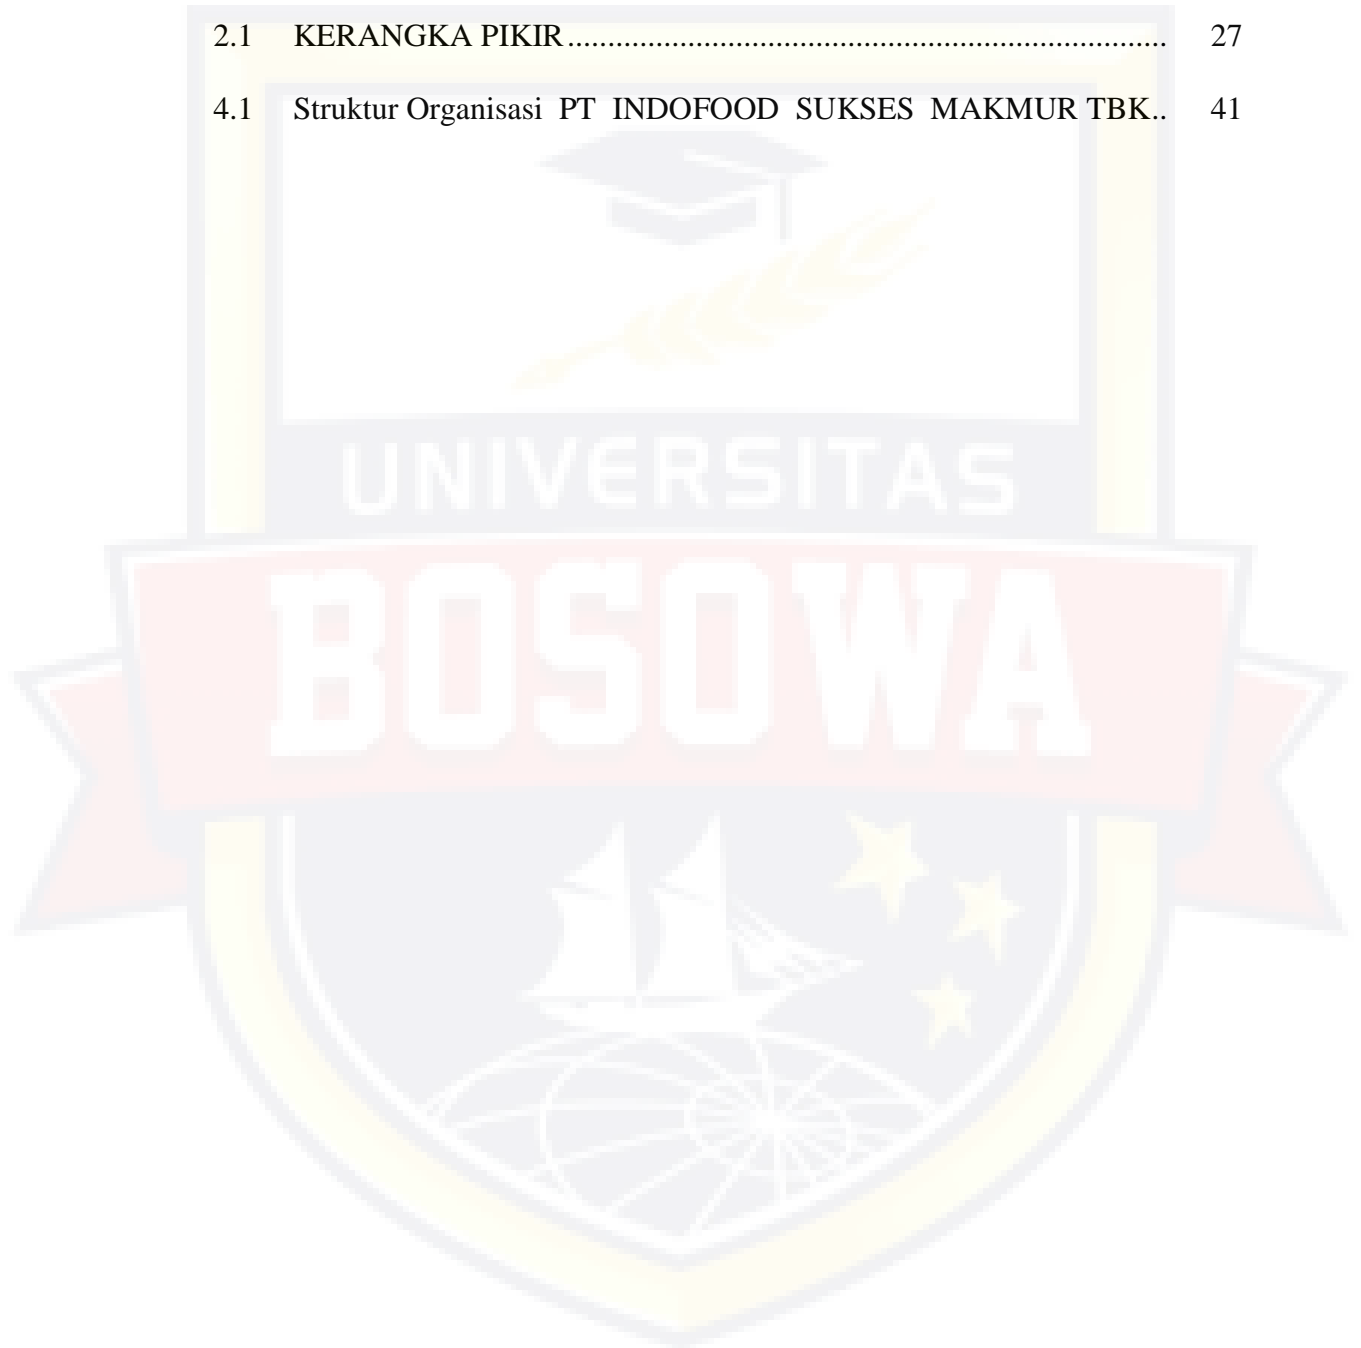 2.1 KERANGKA PIKIR.......................................................................... 27
4.1 Struktur Organisasi PT INDOFOOD SUKSES MAKMUR TBK.. 41
UNIVERSITAS
BOSOWA